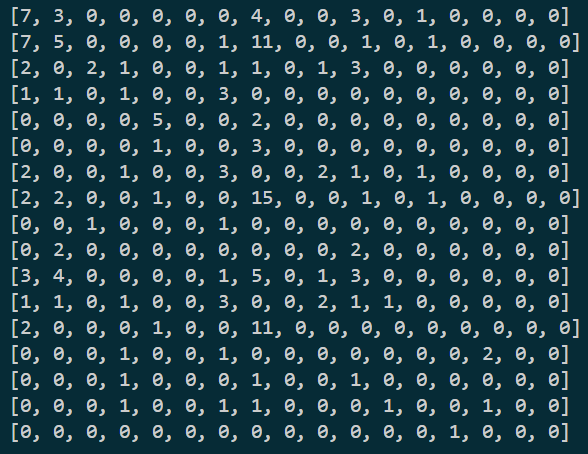 [7, 3, 0, 0, 0, 0, 0, 4, 0, 0, 3, 0, 1, 0, 0, 0, 0]
[7, 5, 0, 0, 0, 0, 1, 11, 0, 0, 1, 0, 1, 0, 0, 0, 0]
[2, 0, 2, 1, 0, 0, 1, 1, 0, 1, 3, 0, 0, 0, 0, 0, 0]
[1, 1, 0, 1, 0, 0, 3, 0, 0, 0, 0, 0, 0, 0, 0, 0, 0]
[0, 0, 0, 0, 5, 0, 0, 2, 0, 0, 0, 0, 0, 0, 0, 0, 0]
[0, 0, 0, 0, 1, 0, 0, 3, 0, 0, 0, 0, 0, 0, 0, 0, 0]
[2, 0, 0, 1, 0, 0, 3, 0, 0, 2, 1, 0, 1, 0, 0, 0, 0]
[2, 2, 0, 0, 1, 0, 0, 15, 0, 0, 1, 0, 1, 0, 0, 0, 0]
[0, 0, 1, 0, 0, 0, 1, 0, 0, 0, 0, 0, 0, 0, 0, 0, 0]
[0, 2, 0, 0, 0, 0, 0, 0, 0, 0, 2, 0, 0, 0, 0, 0, 0]
[3, 4, 0, 0, 0, 0, 1, 5, 0, 1, 3, 0, 0, 0, 0, 0, 0]
[1, 1, 0, 1, 0, 0, 3, 0, 0, 2, 1, 1, 0, 0, 0, 0, 0]
[2, 0, 0, 0, 1, 0, 0, 11, 0, 0, 0, 0, 0, 0, 0, 0, 0]
[0, 0, 0, 1, 0, 0, 1, 0, 0, 0, 0, 0, 0, 0, 2, 0, 0]
[0, 0, 0, 1, 0, 0, 0, 1, 0, 0, 1, 0, 0, 0, 0, 0, 0]
[0, 0, 0, 1, 0, 0, 1, 1, 0, 0, 0, 1, 0, 0, 1, 0, 0]
[0, 0, 0, 0, 0, 0, 0, 0, 0, 0, 0, 0, 0, 1, 0, 0, 0]